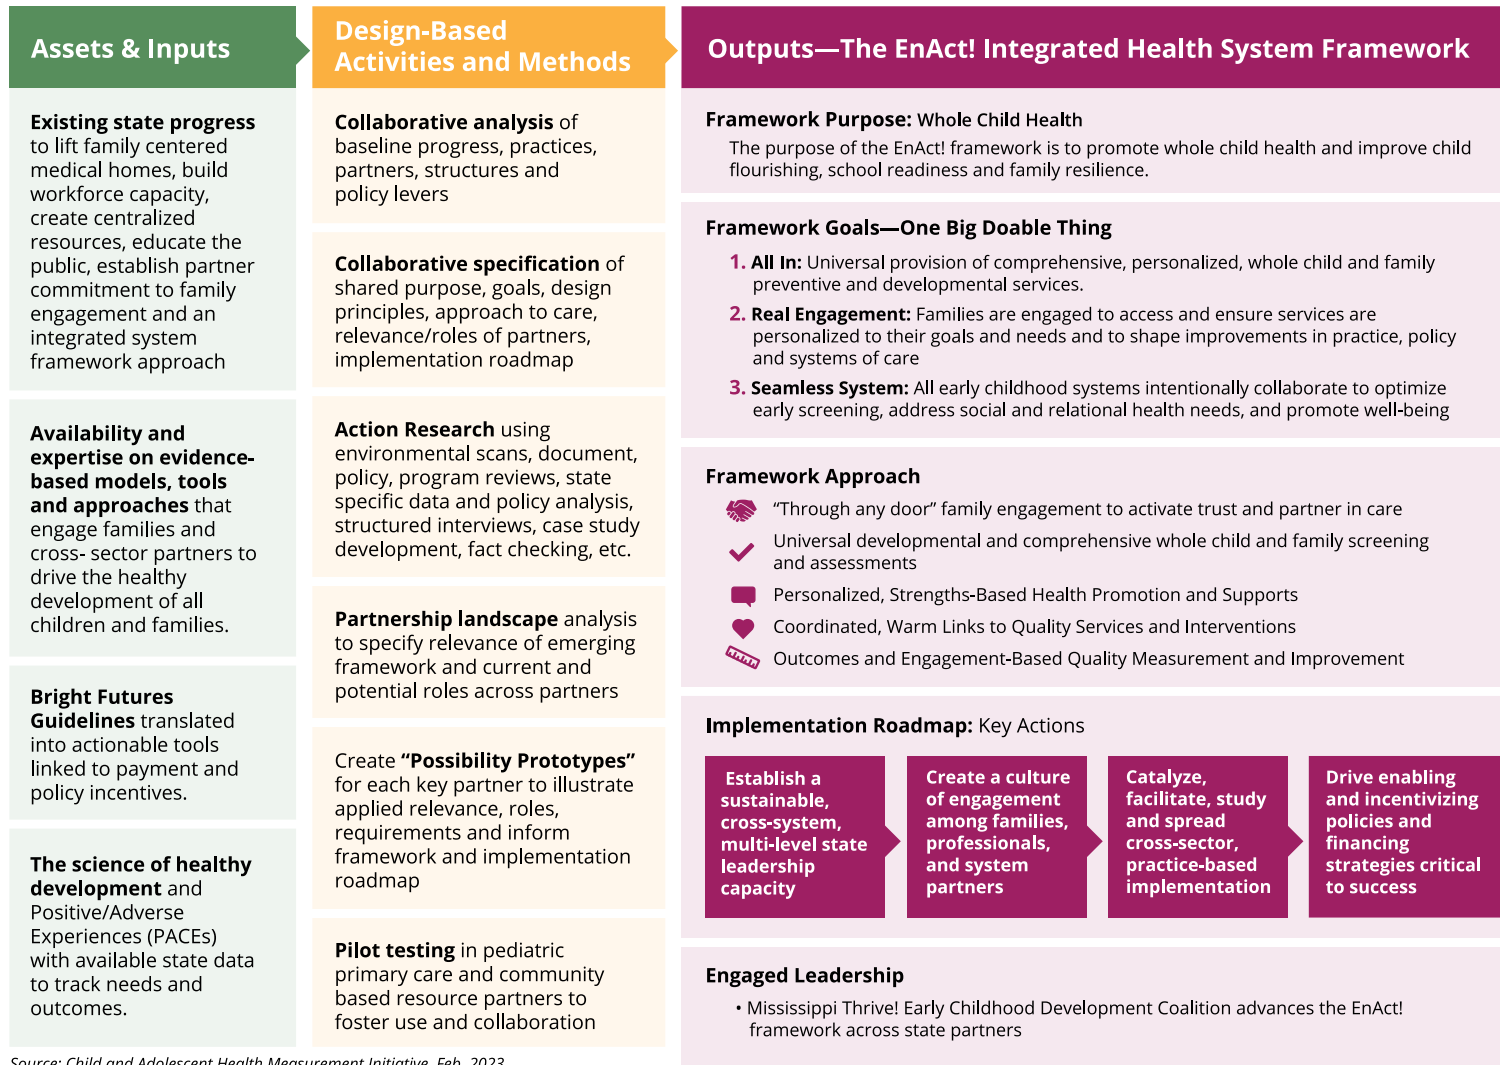 Assets & Inputs
Existing state progress
to lift family centered
medical homes, build
workforce capacity,
create centralized
resources, educate the
public, establish partner
commitment to family
engagement and an
integrated system
framework approach
Availability and
expertise on evidence-
based models, tools
and approaches that
engage families and
cross- sector partners to
drive the healthy
development of all
children and families.
Bright Futures
Guidelines translated
into actionable tools
linked to payment and
policy incentives.
The science of healthy
development and
Positive/Adverse
Experiences (PACEs)
with available state data
to track needs and
outcomes.
Design-Based
Activities and Methods
Collaborative analysis of
baseline progress, practices,
partners, structures and
policy levers
Collaborative specification of
shared purpose, goals, design
principles, approach to care,
relevance/roles of partners,
implementation roadmap
Action Research using
environmental scans, document,
policy, program reviews, state
specific data and policy analysis,
structured interviews, case study
development, fact checking, etc.
Partnership landscape analysis
to specify relevance of emerging
framework and current and
potential roles across partners
Create “Possibility Prototypes”
for each key partner to illustrate
applied relevance, roles,
requirements and inform
framework and implementation
roadmap
Pilot testing in pediatric
primary care and community
based resource partners to
foster use and collaboration
Outputs—The EnAct! Integrated Health System Framework
Framework Purpose: Whole Child Health
The purpose of the EnAct! framework is to promote whole child health and improve child
flourishing, school readiness and family resilience.
Framework Goals—One Big Doable Thing
1. All In: Universal provision of comprehensive, personalized, whole child and family
preventive and developmental services.
2. Real Engagement: Families are engaged to access and ensure services are
personalized to their goals and needs and to shape improvements in practice, policy
and systems of care
3. Seamless System: All early childhood systems intentionally collaborate to optimize
early screening, address social and relational health needs, and promote well-being
Framework Approach
“Through any door” family engagement to activate trust and partner in care
Universal developmental and comprehensive whole child and family screening
and assessments
Personalized, Strengths-Based Health Promotion and Supports
Coordinated, Warm Links to Quality Services and Interventions
Outcomes and Engagement-Based Quality Measurement and Improvement
Implementation Roadmap: Key Actions
Establish a
sustainable,
cross-system,
multi-level state
leadership
capacity
Create a culture
of engagement
among families,
professionals,
and system
partners
Catalyze,
facilitate, study
and spread
cross-sector,
practice-based
implementation
Drive enabling
and incentivizing
policies and
financing
strategies critical
to success
Engaged Leadership
• Mississippi Thrive! Early Childhood Development Coalition advances the EnAct!
framework across state partners
Source: Child and Adolescent Health Measurement Initiative, Feb. 2023